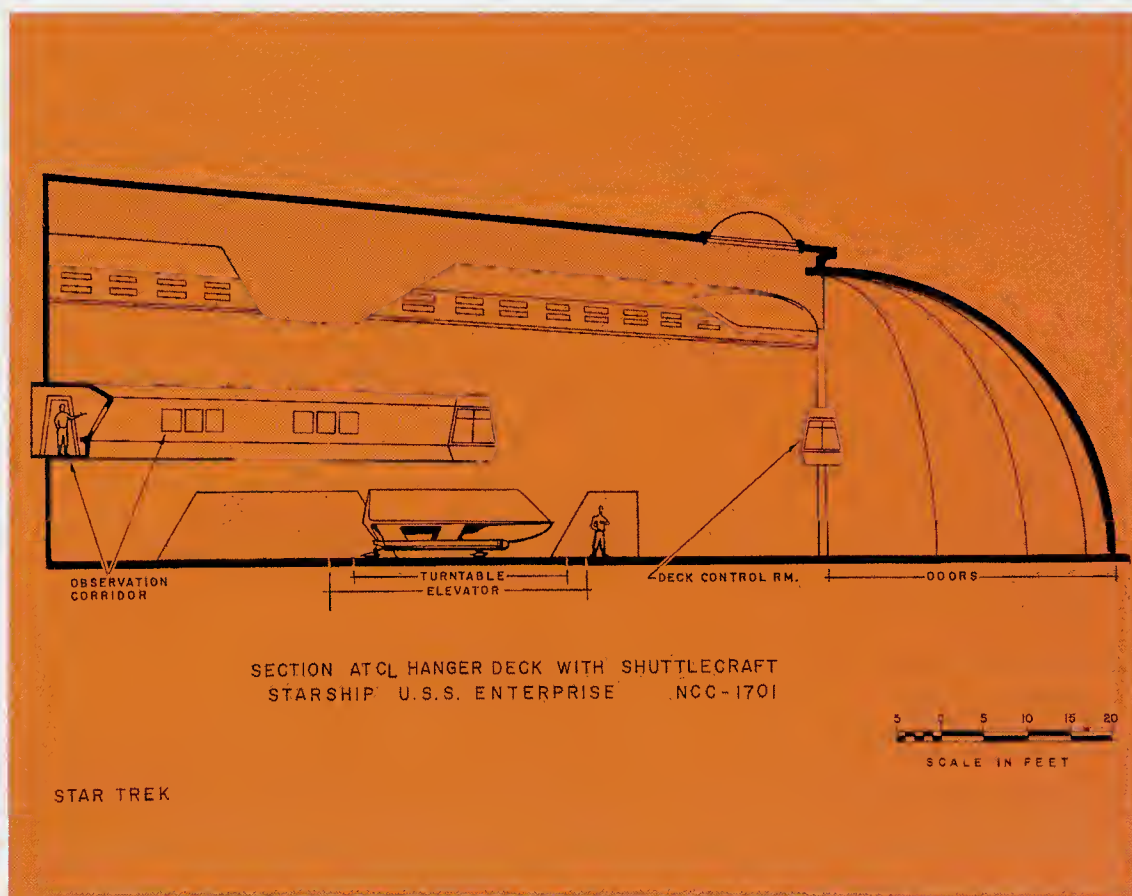 OBSERVATION
CORRIDOR
TURNTABLE
ELEVATOR
DECK CONTROL RM.
DOORS
SECTION AT CL HANGER DECK WITH SHUTTLECRAFT
STARSHIP U.S.S. ENTERPRISE NCC-1701
5 0 5 10 15 20
SCALE IN FEET
STAR TREK